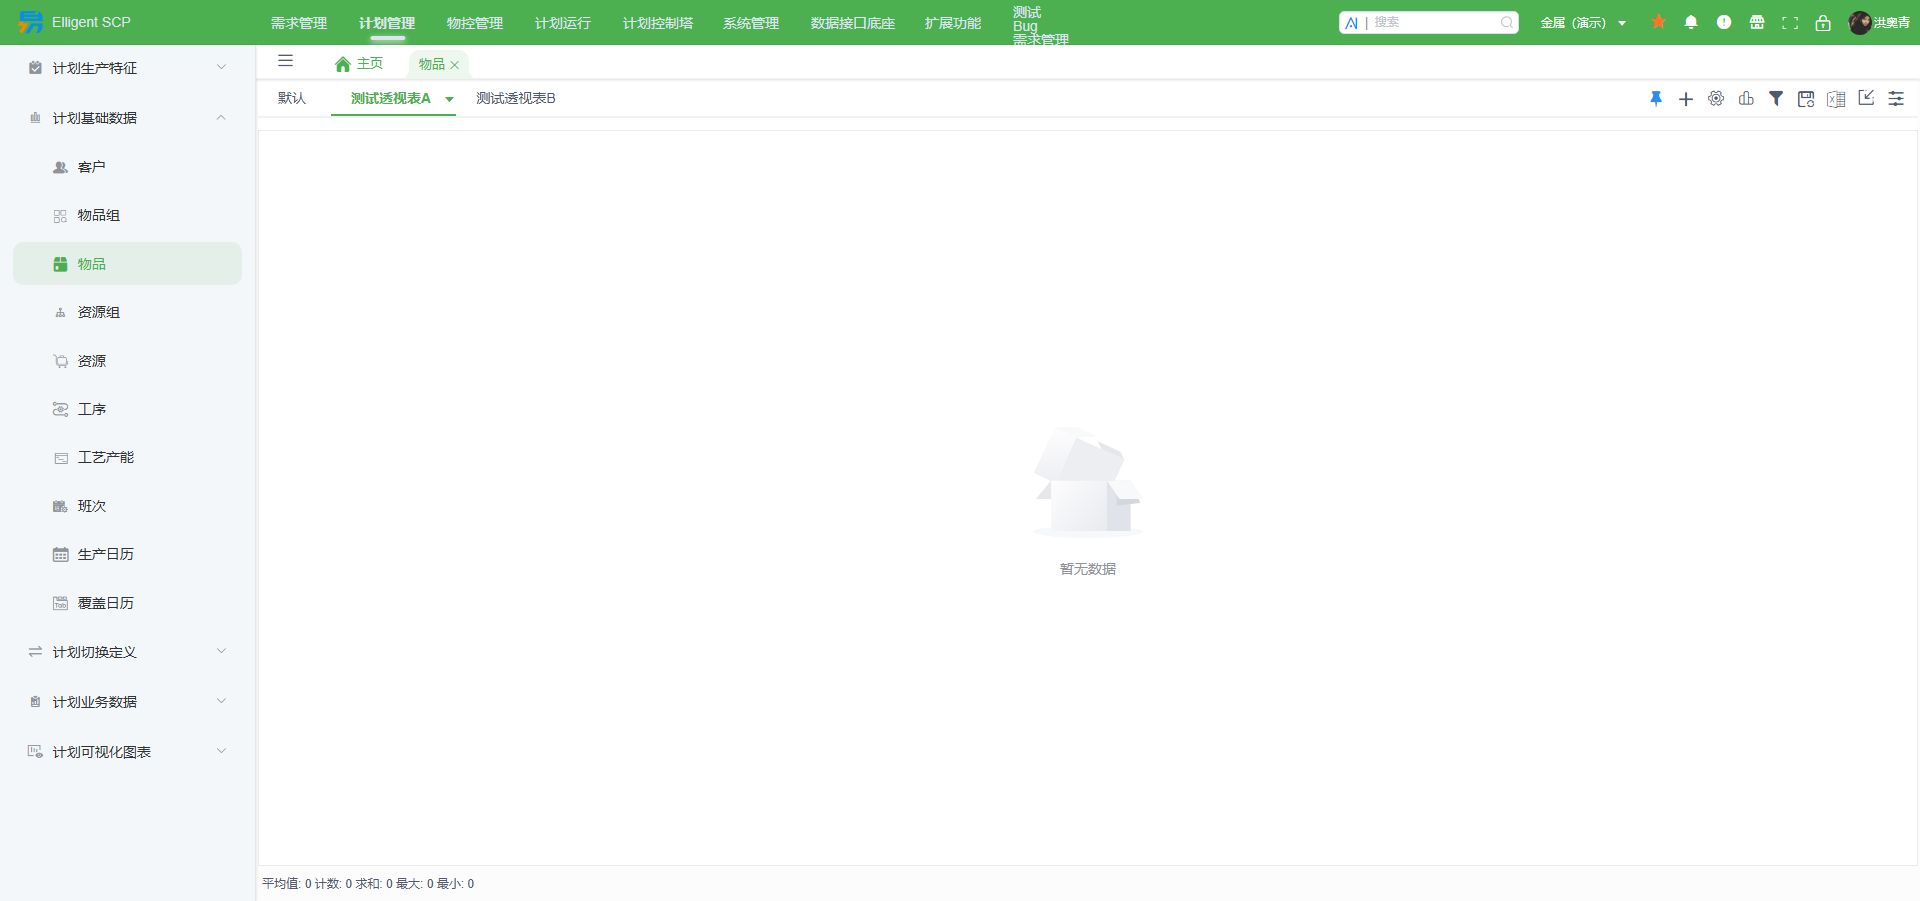 Elligent SCP
需求管理 计划管理 物控管理 计划运行 计划控制塔 系统管理 数据接口底座 扩展功能
测试
Bug
需求管理
AI | 搜索
金属（演示）
洪奥青
主页 物品
默认 测试透视表A 测试透视表B
计划生产特征
计划基础数据
客户
物品组
物品
资源组
资源
工序
工艺产能
班次
生产日历
Tab 覆盖日历
计划切换定义
计划业务数据
计划可视化图表
暂无数据
平均值: 0 计数: 0 求和: 0 最大: 0 最小: 0